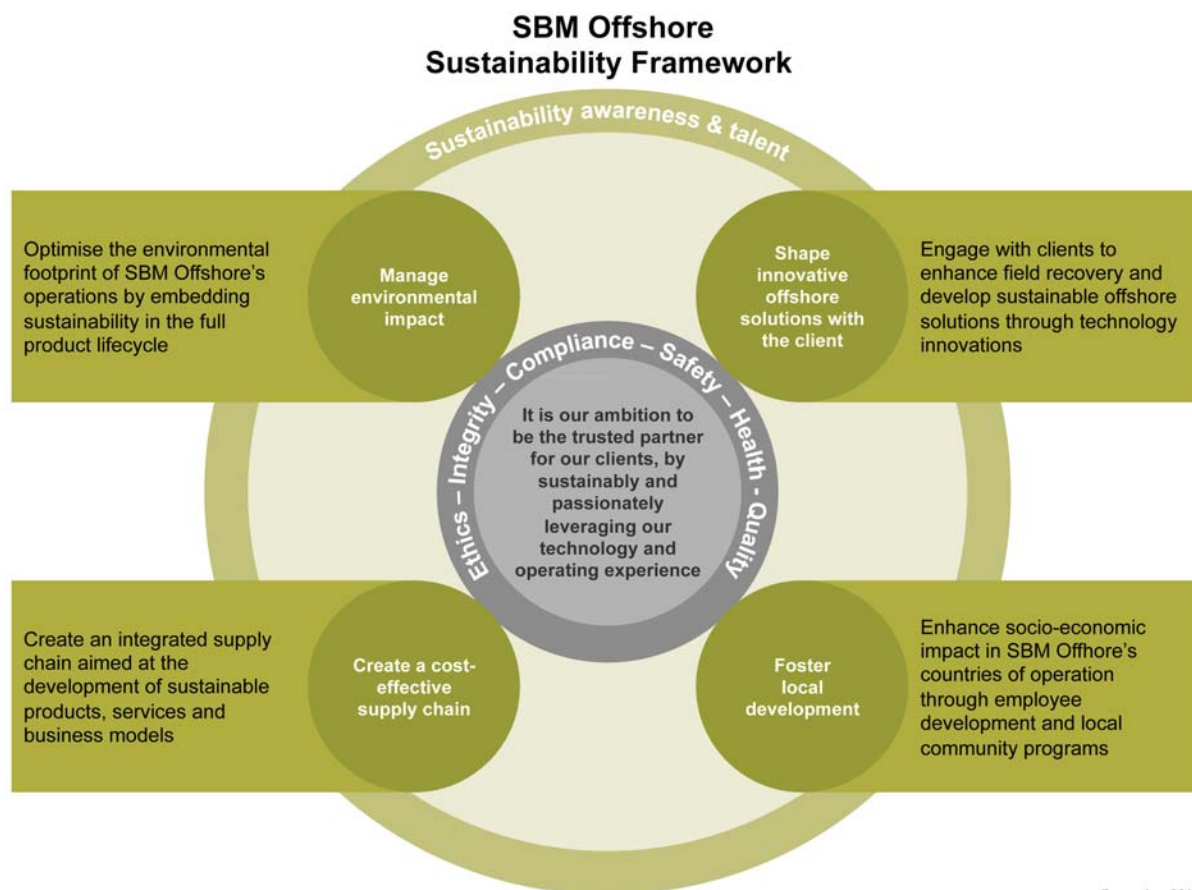 SBM Offshore
Sustainability Framework
Sustainability awareness & talent
Optimise the environmental
footprint of SBM Offshore's
operations by embedding
sustainability in the full
product lifecycle
Manage
environmental
impact
Shape
innovative
offshore
solutions with
the client
Engage with clients to
enhance field recovery and
develop sustainable offshore
solutions through technology
innovations
Ethics – Integrity – Compliance – Safety – Health - Quality
It is our ambition to
be the trusted partner
for our clients, by
sustainably and
passionately
leveraging our
technology and
operating experience
Create an integrated supply
chain aimed at the
development of sustainable
products, services and
business models
Create a cost-
effective
supply chain
Foster
local
development
Enhance socio-economic
impact in SBM Offhore's
countries of operation
through employee
development and local
community programs